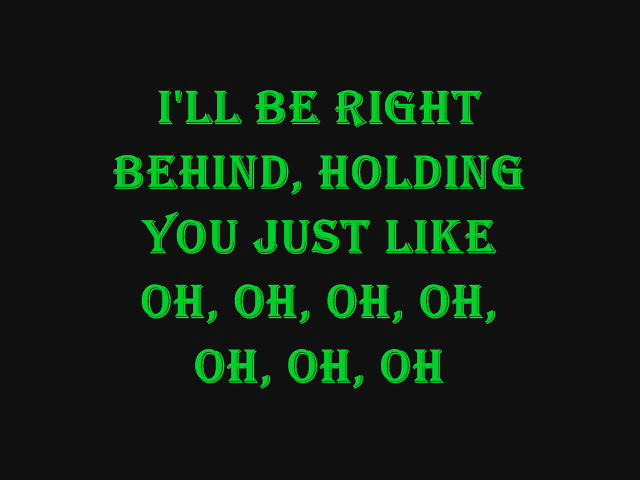 I'LL BE RIGHT
BEHIND, HOLDING
YOU JUST LIKE
OH, OH, OH, OH,
OH, OH, OH